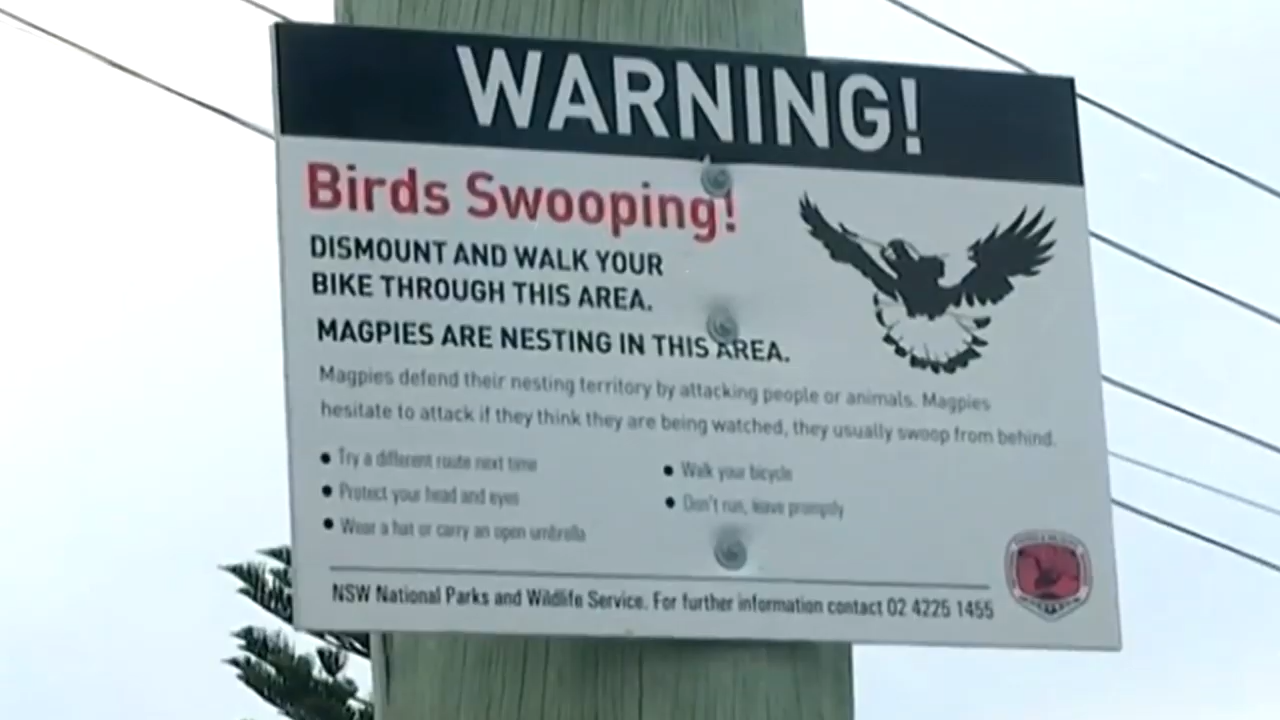 WARNING!
Birds Swooping!
DISMOUNT AND WALK YOUR
BIKE THROUGH THIS AREA.
MAGPIES ARE NESTING IN THIS AREA.
Magpies defend their nesting territory by attacking people or animals. Magpies
hesitate to attack if they think they are being watched, they usually swoop from behind.
• Try a different route next time
• Protect your head and eyes
• Wear a hat or carry an open umbrella
• Walk your bicycle
• Don't run, leave promptly
NSW National Parks and Wildlife Service. For further information contact 02 4225 1455